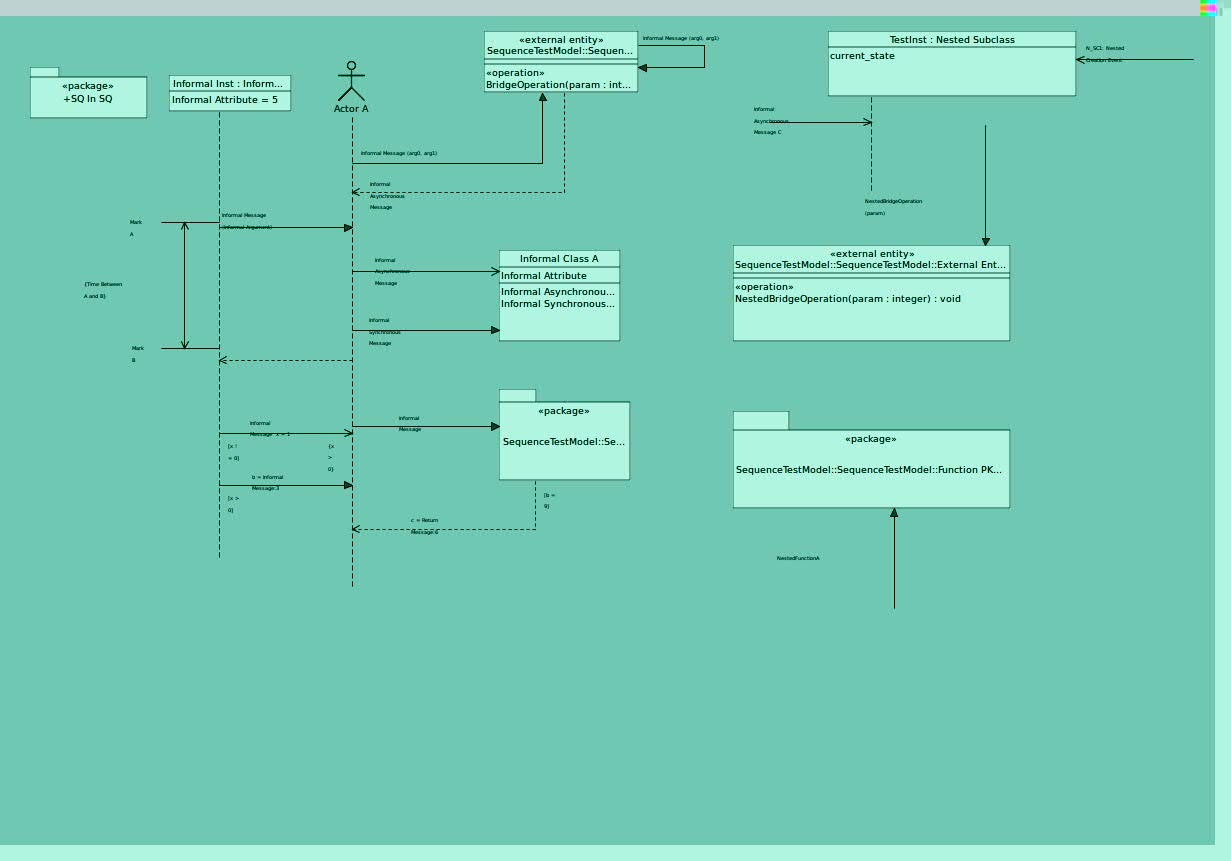 «external entity»
SequenceTestModel::Sequen...
«operation»
BridgeOperation(param : int...
Informal Message (arg0, arg1)
TestInst : Nested Subclass
current_state
N_SC1: Nested
Creation Event
«package»
+SQ In SQ
Informal Inst : Inform...
Informal Attribute = 5
Actor A
Informal
Asynchronous
Message C
Informal Message (arg0, arg1)
Informal
Asynchronous
Message
NestedBridgeOperation
(param)
Mark
A
Informal Message
(Informal Argument)
{Time Between
A and B}
Informal
Asynchronous
Message
Informal Class A
Informal Attribute
Informal Asynchronou...
Informal Synchronous...
«external entity»
SequenceTestModel::SequenceTestModel::External Ent...
«operation»
NestedBridgeOperation(param : integer) : void
Informal
Synchronous
Message
Mark
B
Informal
Message
«package»
SequenceTestModel::Se...
«package»
SequenceTestModel::SequenceTestModel::Function PK...
Informal
Message x = 1
[x !
= 0]
{x
>
0}
b = Informal
Message:3
[x >
0]
[b =
9]
c = Return
Message:6
NestedFunctionA